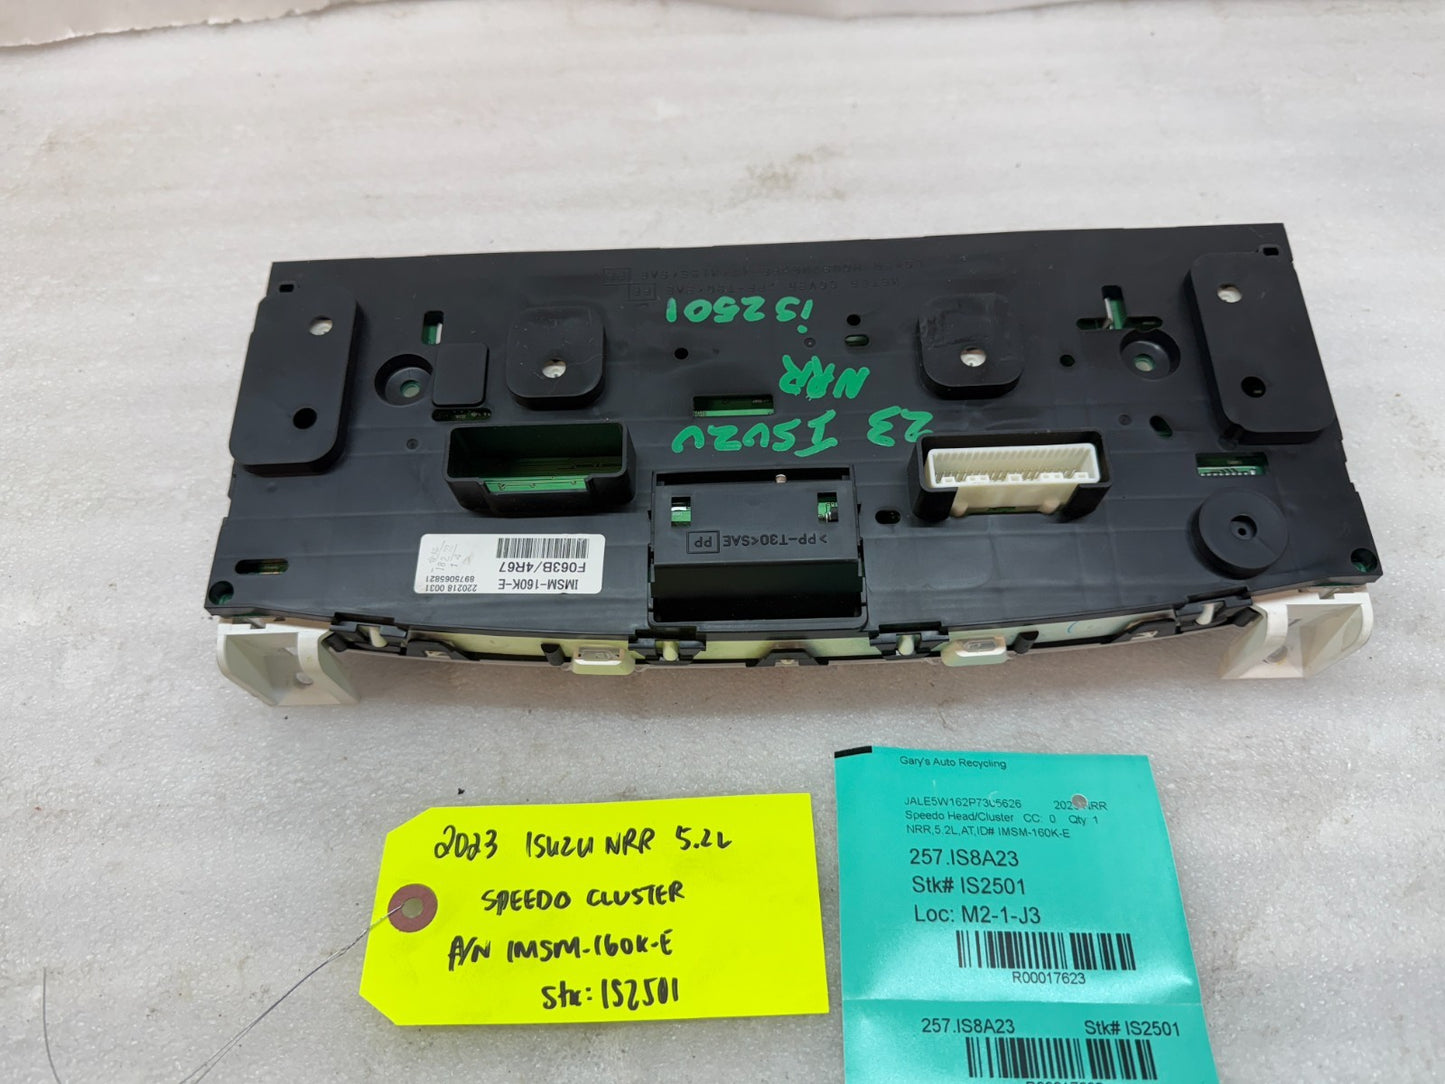 iS2501
NRR
23 ISUZU
>PP-T30<SAE PP
IMSM-160K-E
F063B/4R67
220218 0031
8975065821
2023 ISUZU NRR 5.2L
SPEEDO CLUSTER
P/N IMSM-160K-E
Stk: IS2501
Gary's Auto Recycling
NRR
Speedo Head/Cluster CC: 0 Qty 1
NRR,5.2L,AT,ID# IMSM-160K-E
257.IS8A23
Stk# IS2501
Loc: M2-1-J3
R00017623
257.IS8A23 Stk# IS2501